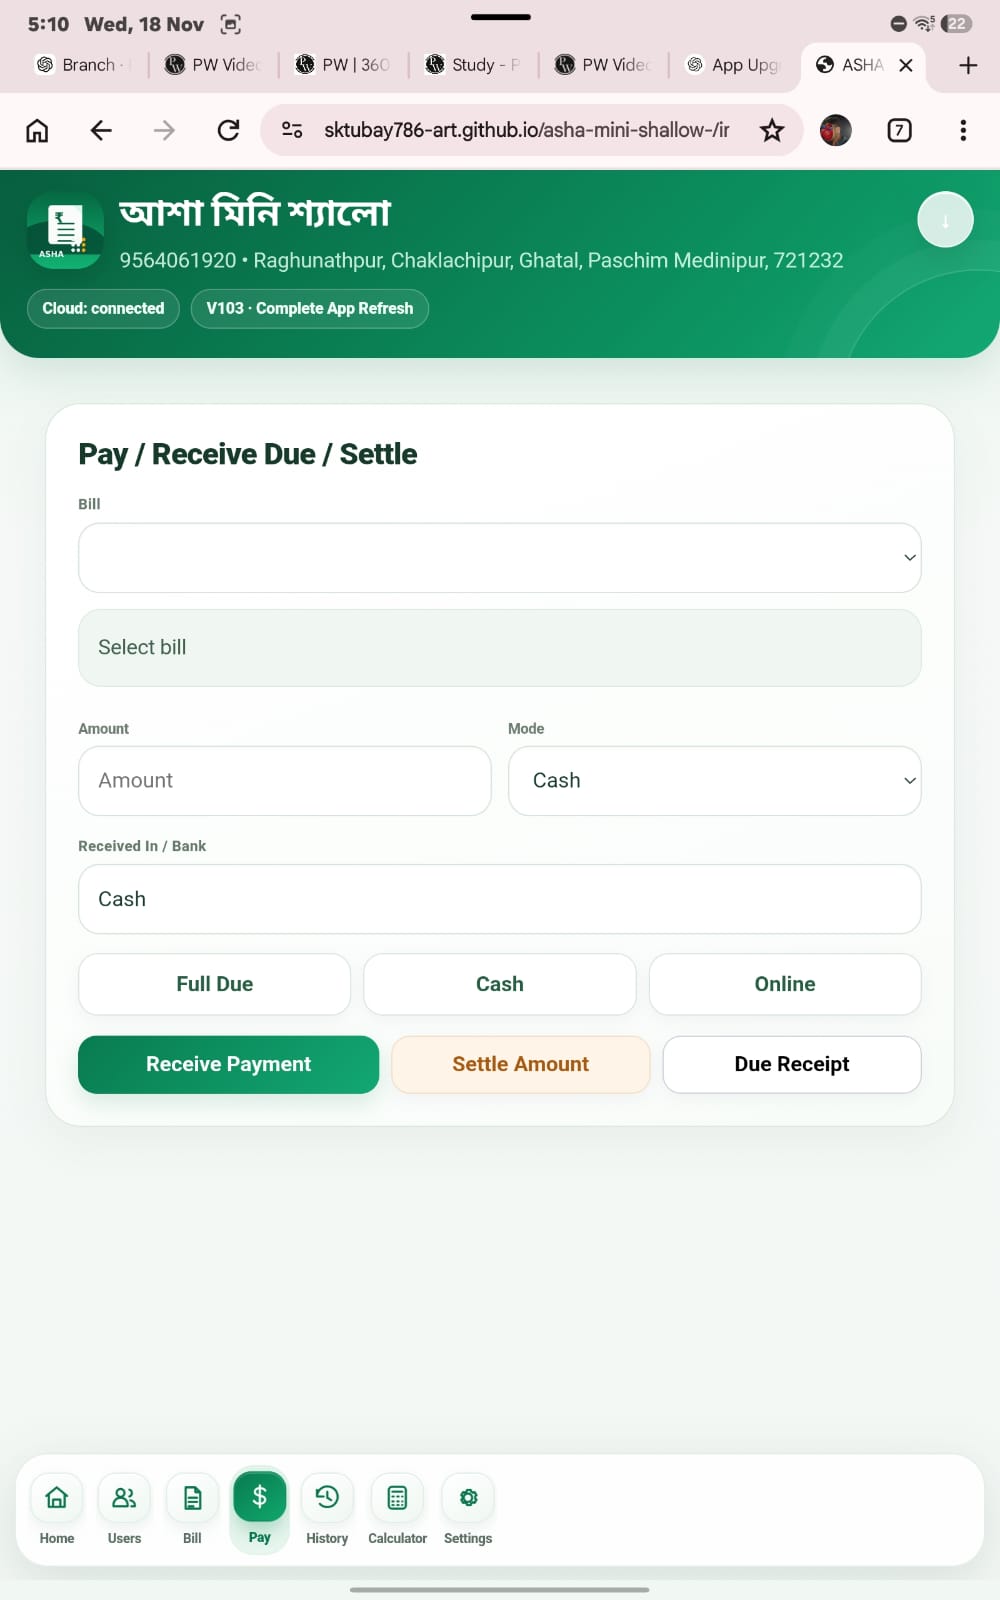 5:10 Wed, 18 Nov
22
Branch ·
PW Videc
PW | 360
Study - P
PW Videc
App Upg
ASHA
sktubay786-art.github.io/asha-mini-shallow-/ir
7
ASHA
আশা মিনি শ্যালো
9564061920 • Raghunathpur, Chaklachipur, Ghatal, Paschim Medinipur, 721232
Cloud: connected
V103 · Complete App Refresh
Pay / Receive Due / Settle
Bill
Select bill
Amount
Mode
Amount
Cash
Received In / Bank
Cash
Full Due
Cash
Online
Receive Payment
Settle Amount
Due Receipt
Home
Users
Bill
Pay
History
Calculator
Settings